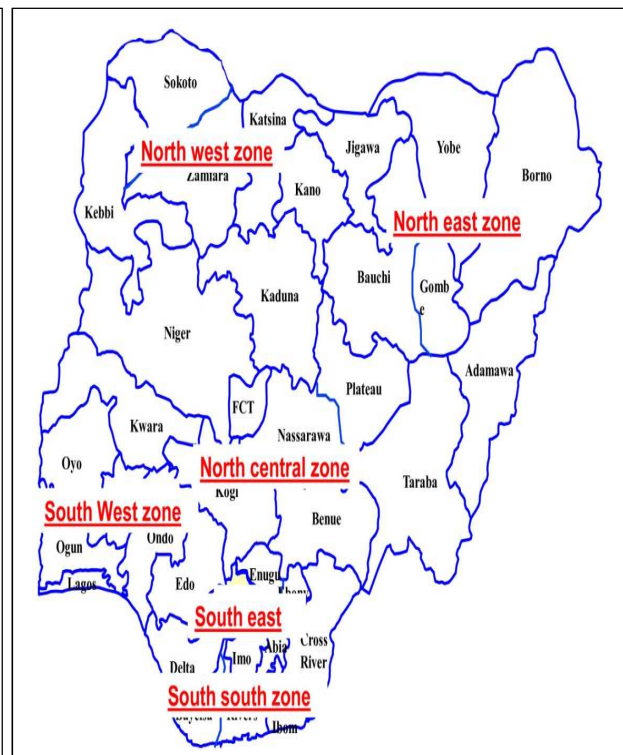 Sokoto
Katsina
Jigawa
Yobe
Borno
North west zone
Zamfara
Kano
Kebbi
North east zone
Bauchi
Gomb
e
Kaduna
Niger
Adamawa
Plateau
FCT
Kwara
Nassarawa
Oyo
North central zone
Taraba
Kogi
South West zone
Benue
Ondo
Ogun
Enugu
Lagos
Edo
South east
Cross
River
Abia
Imo
Delta
South south zone
Rivers
Ibom